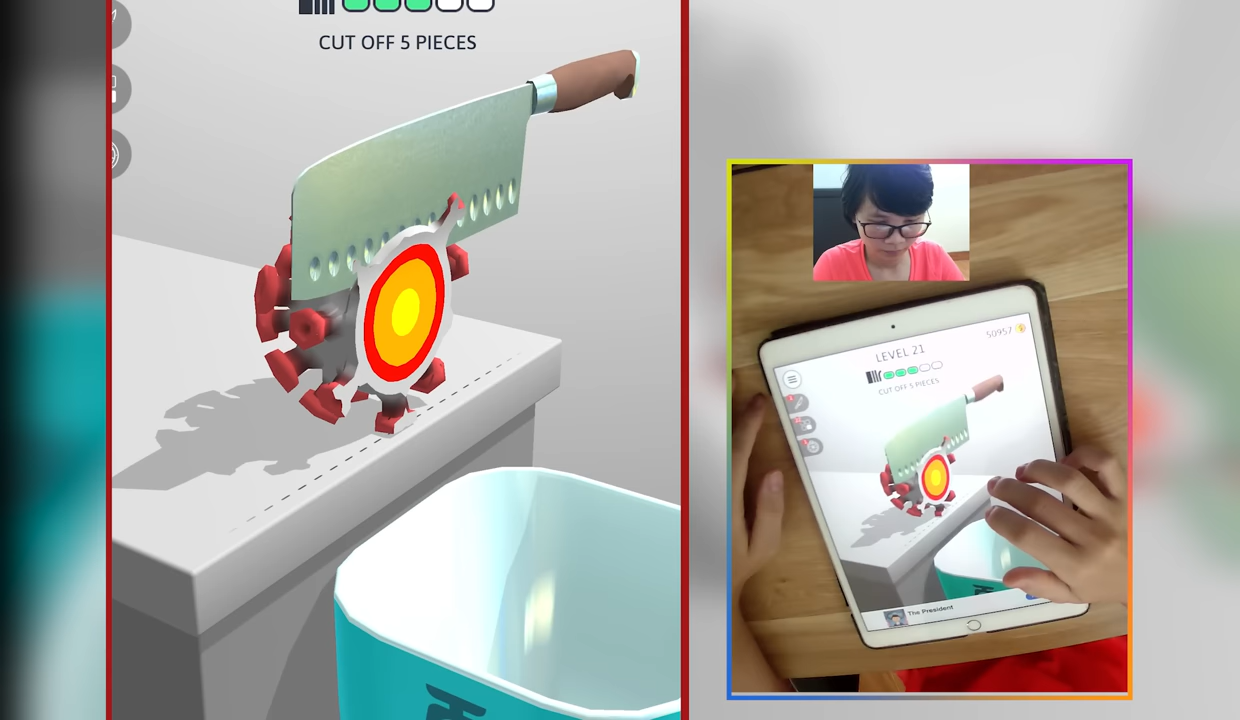 CUT OFF 5 PIECES
50957
LEVEL 21
CUT OFF 5 PIECES
The President